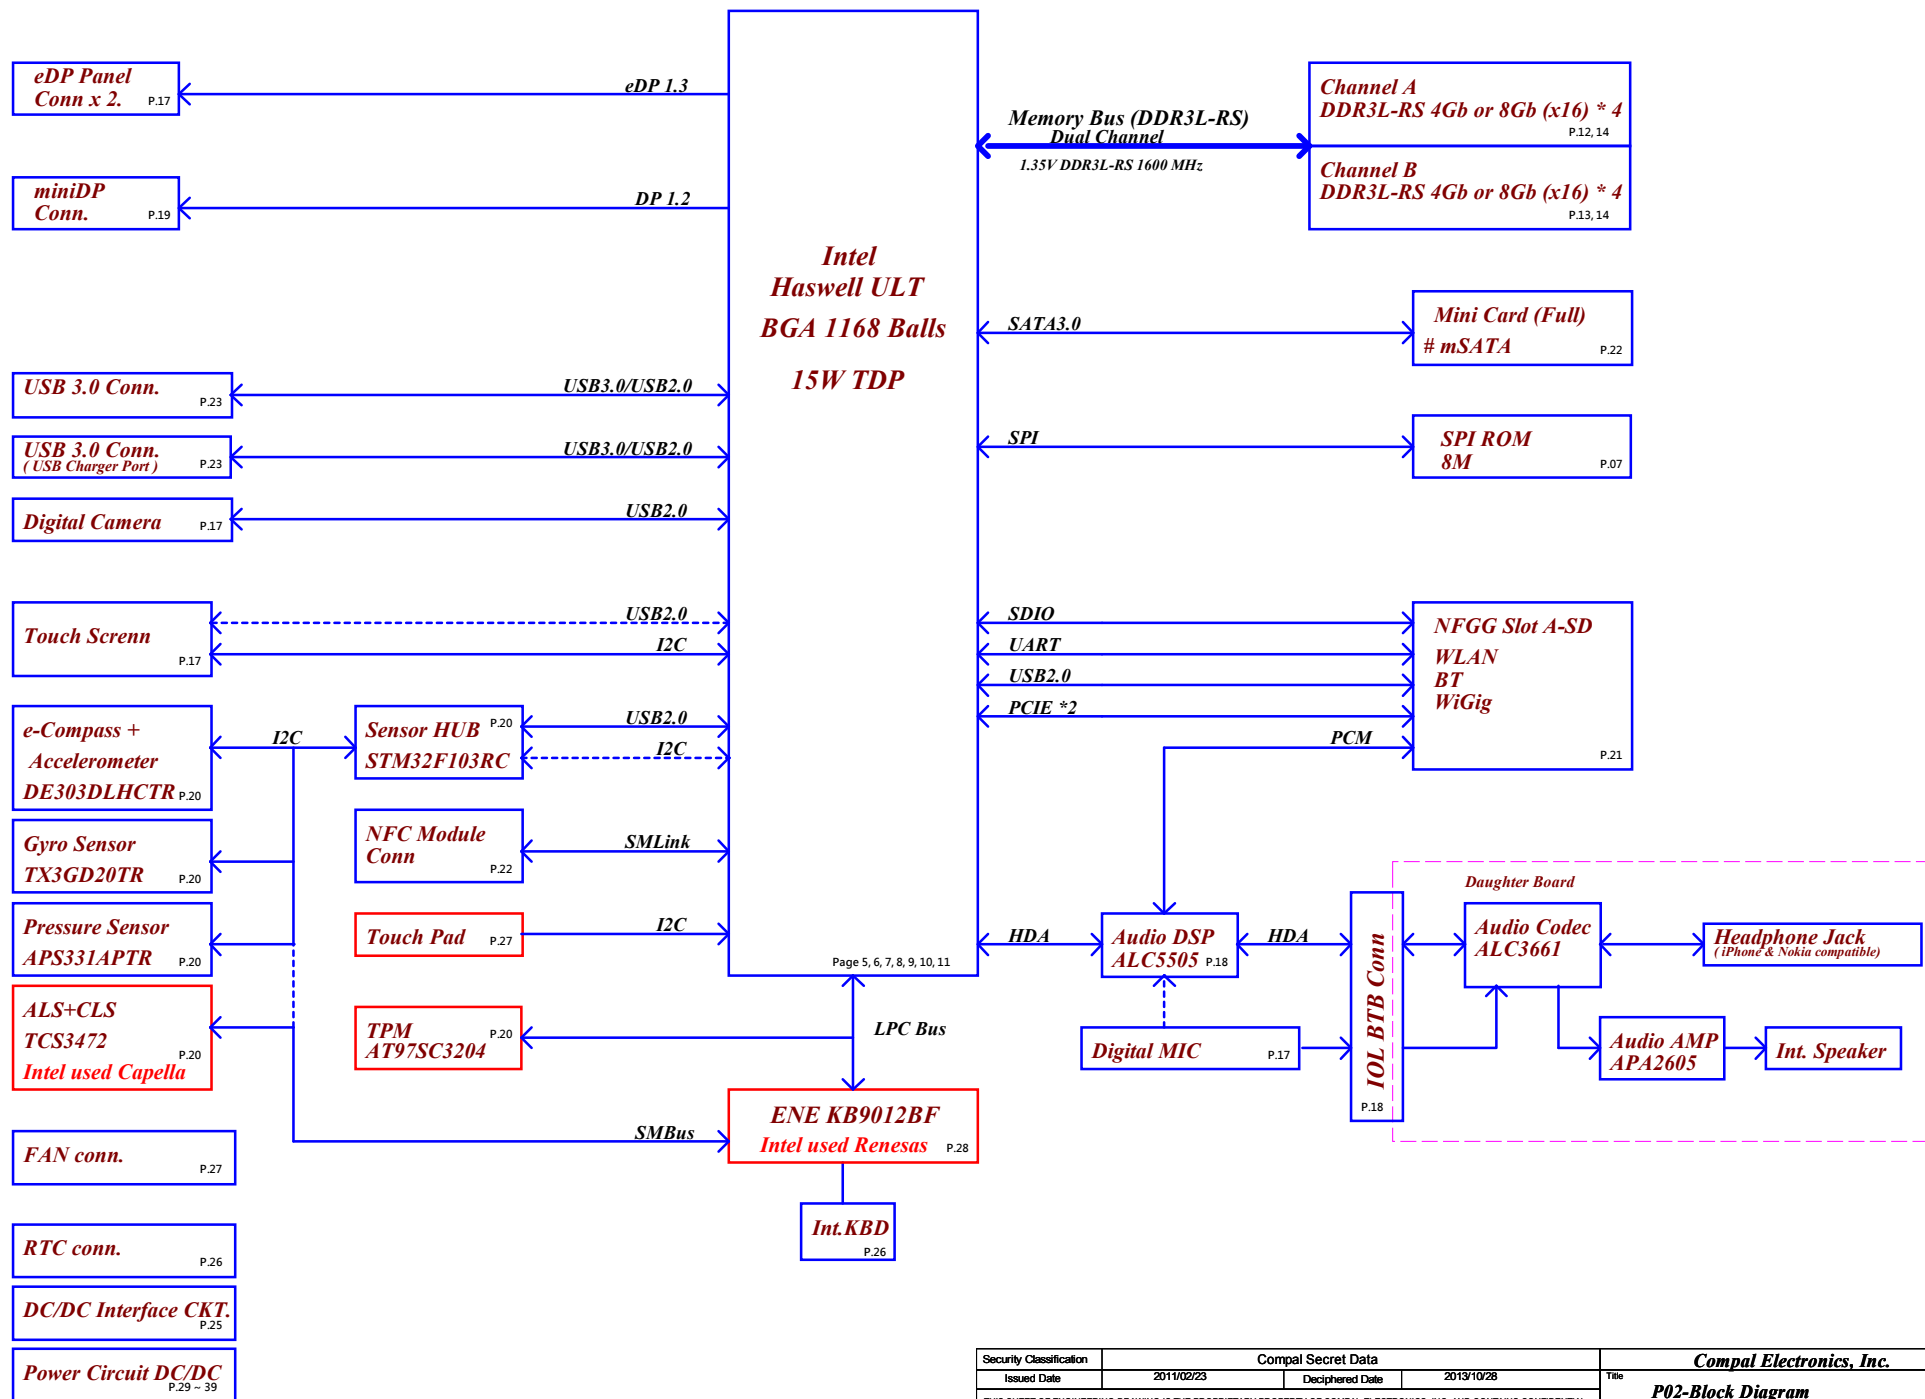 eDP Panel
Conn x 2.
P.17
eDP 1.3
miniDP
Conn.
P.19
DP 1.2
Intel
Haswell ULT
BGA 1168 Balls
15W TDP
Page 5, 6, 7, 8, 9, 10, 11
Memory Bus (DDR3L-RS)
Dual Channel
1.35V DDR3L-RS 1600 MHz
Channel A
DDR3L-RS 4Gb or 8Gb (x16) * 4
P.12, 14
Channel B
DDR3L-RS 4Gb or 8Gb (x16) * 4
P.13, 14
SATA3.0
Mini Card (Full)
# mSATA
P.22
SPI
SPI ROM
8M
P.07
USB 3.0 Conn.
P.23
USB3.0/USB2.0
USB 3.0 Conn.
( USB Charger Port )
P.23
USB3.0/USB2.0
Digital Camera
P.17
USB2.0
Touch Screnn
P.17
USB2.0
I2C
SDIO
UART
USB2.0
PCIE *2
PCM
NFGG Slot A-SD
WLAN
BT
WiGig
P.21
e-Compass +
Accelerometer
DE303DLHCTR
P.20
I2C
Sensor HUB
P.20
STM32F103RC
USB2.0
I2C
Gyro Sensor
TX3GD20TR
P.20
NFC Module
Conn
P.22
SMLink
Pressure Sensor
APS331APTR
P.20
Touch Pad
P.27
I2C
ALS+CLS
TCS3472
P.20
Intel used Capella
TPM
P.20
AT97SC3204
LPC Bus
ENE KB9012BF
Intel used Renesas
P.28
SMBus
Int.KBD
P.26
HDA
Audio DSP
ALC5505
P.18
HDA
Digital MIC
P.17
IOL BTB Conn
P.18
Daughter Board
Audio Codec
ALC3661
Headphone Jack
( iPhone & Nokia compatible)
Audio AMP
APA2605
Int. Speaker
FAN conn.
P.27
RTC conn.
P.26
DC/DC Interface CKT.
P.25
Power Circuit DC/DC
P.29 ~ 39
Security Classification
Compal Secret Data
Compal Electronics, Inc.
Issued Date
2011/02/23
Deciphered Date
2013/10/28
Title
P02-Block Diagram